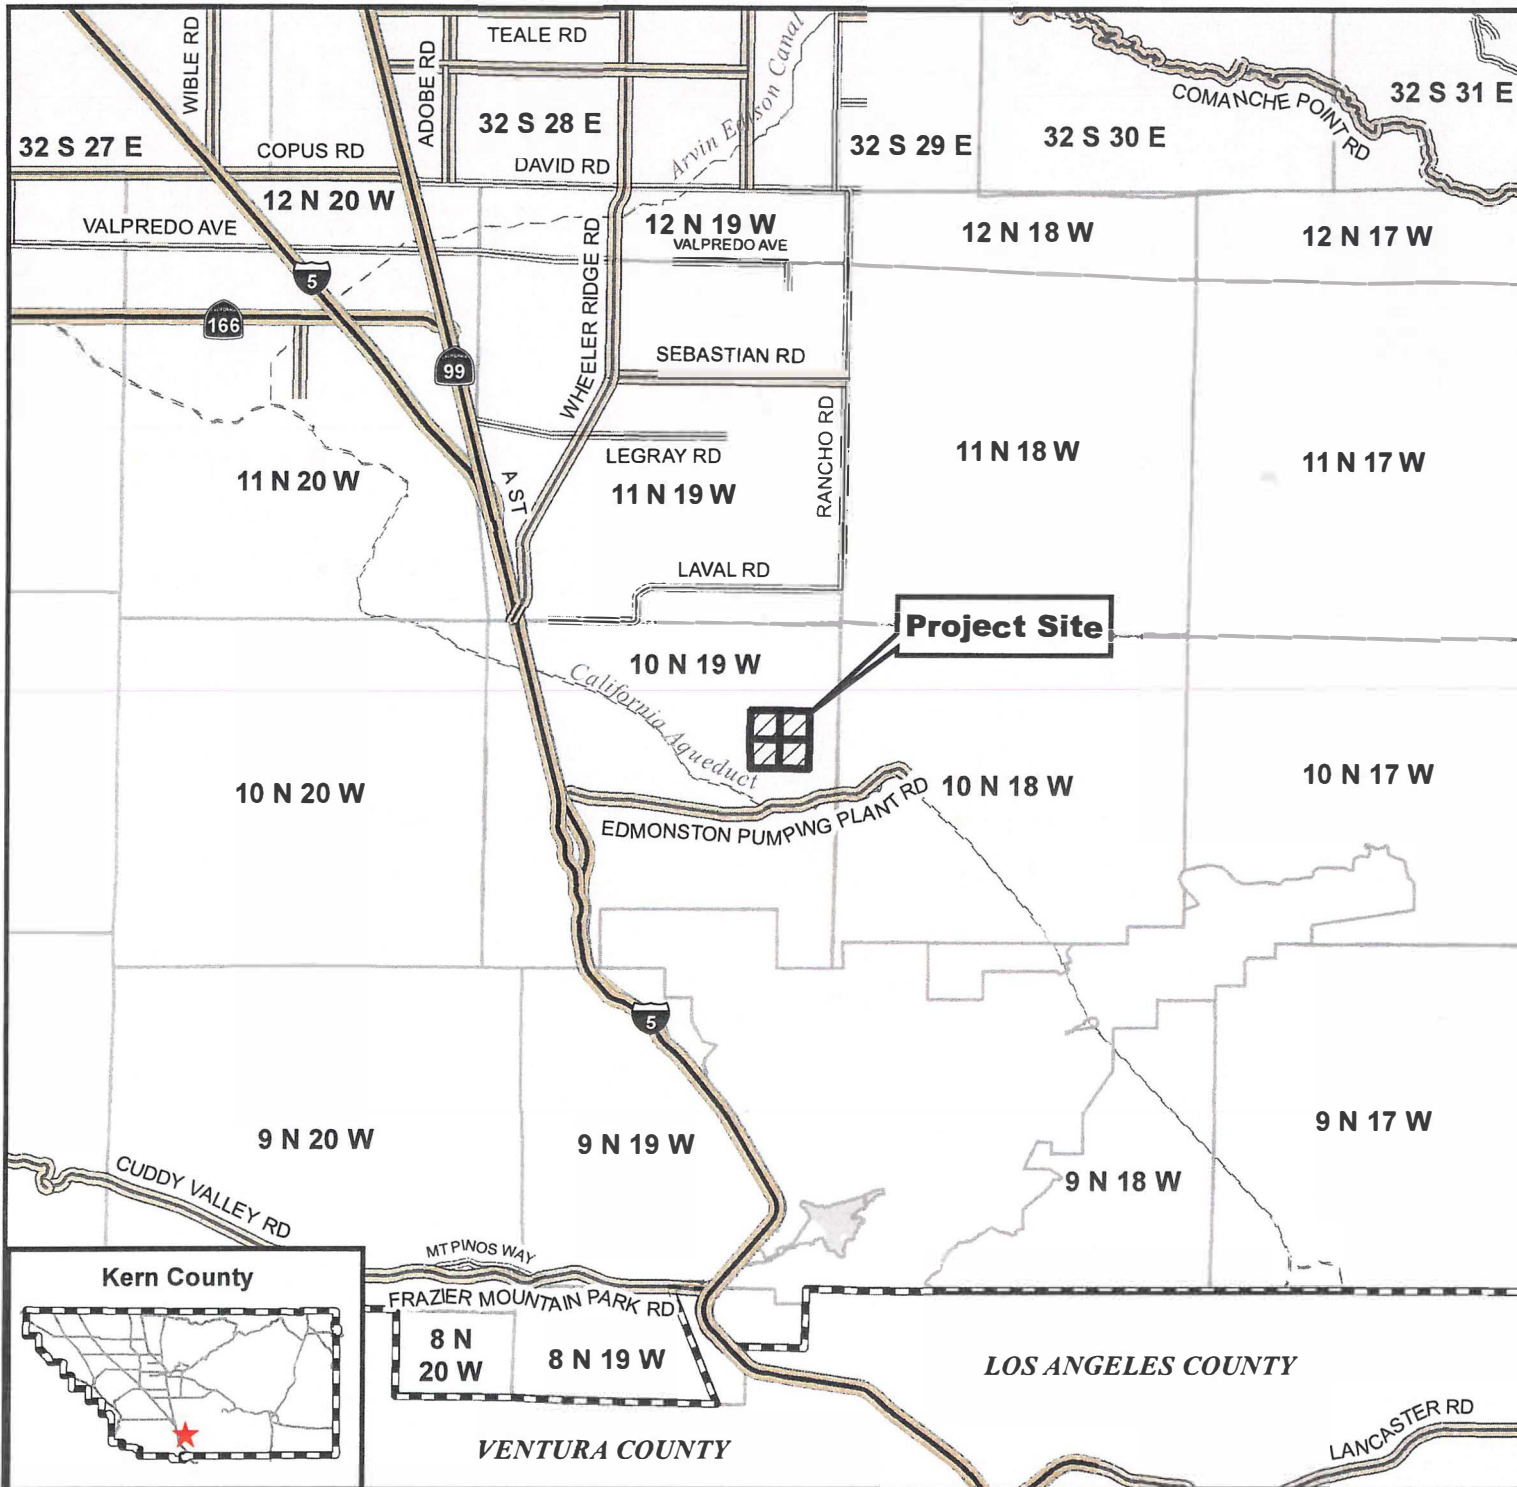 WIBLE RD
TEALE RD
ADOBE RD
Arvin Edison Canal
COMANCHE POINT RD
32 S 31 E
32 S 27 E
COPUS RD
32 S 28 E
DAVID RD
32 S 29 E
32 S 30 E
12 N 20 W
VALPREDO AVE
12 N 19 W
VALPREDO AVE
12 N 18 W
12 N 17 W
5
166
99
WHEELER RIDGE RD
SEBASTIAN RD
RANCHO RD
LEGRAY RD
11 N 20 W
A ST
11 N 19 W
11 N 18 W
11 N 17 W
LAVAL RD
Project Site
10 N 19 W
California Aqueduct
10 N 20 W
10 N 18 W
10 N 17 W
EDMONSTON PUMPING PLANT RD
5
9 N 20 W
9 N 19 W
9 N 18 W
9 N 17 W
CUDDY VALLEY RD
MT PINOS WAY
Kern County
FRAZIER MOUNTAIN PARK RD
8 N
20 W
8 N 19 W
LOS ANGELES COUNTY
VENTURA COUNTY
LANCASTER RD